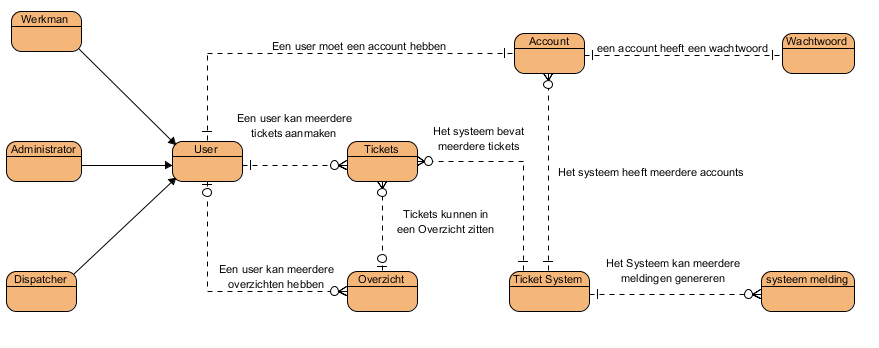 Werkman
Account
Wachtwoord
Een user moet een account hebben
een account heeft een wachtwoord
Een user kan meerdere
tickets aanmaken
Het systeem bevat
meerdere tickets
Administrator
User
Tickets
Het systeem heeft meerdere accounts
Tickets kunnen in
een Overzicht zitten
Een user kan meerdere
overzichten hebben
Het Systeem kan meerdere
meldingen genereren
Dispatcher
Overzicht
Ticket System
systeem melding